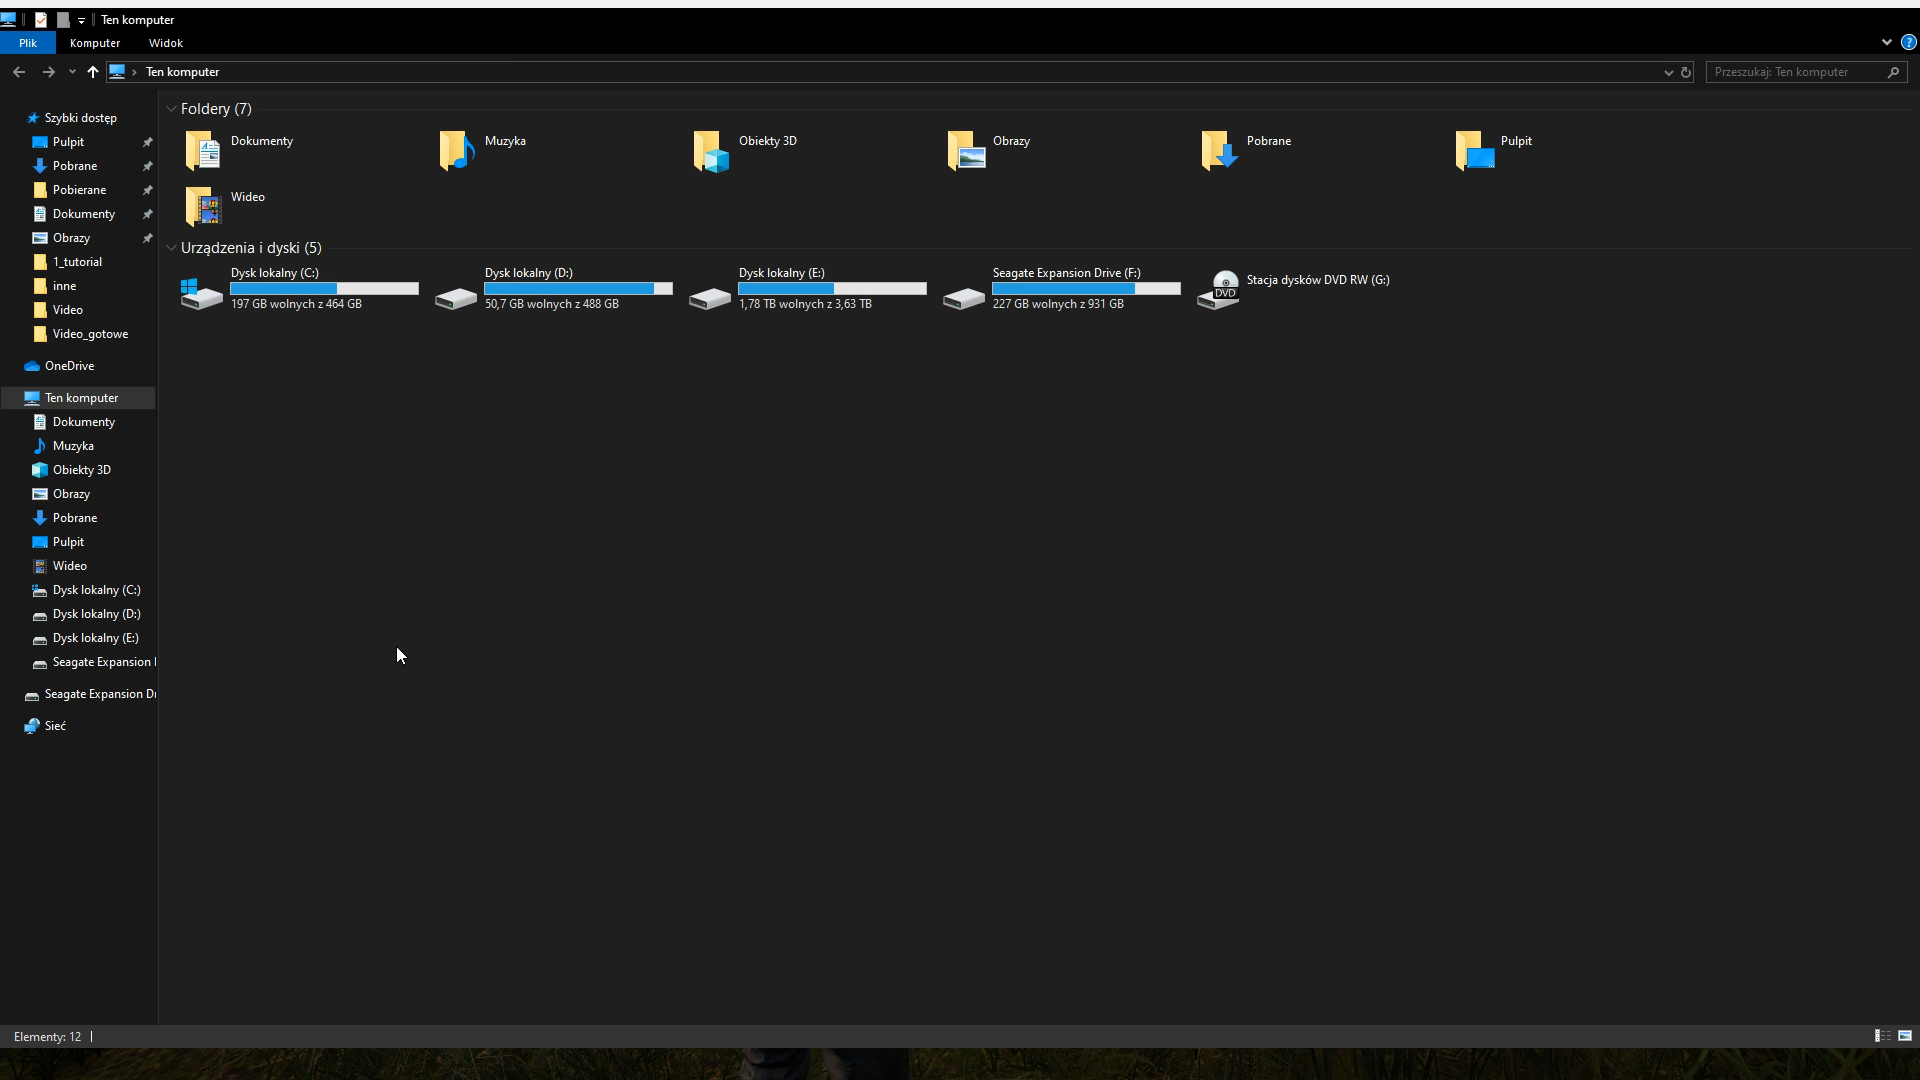 Ten komputer
Plik Komputer Widok
Ten komputer
Przeszukaj: Ten komputer
Szybki dostęp
Pulpit
Pobrane
Pobierane
Dokumenty
Obrazy
1_tutorial
inne
Video
Video_gotowe
OneDrive
Ten komputer
Dokumenty
Muzyka
Obiekty 3D
Obrazy
Pobrane
Pulpit
Wideo
Dysk lokalny (C:)
Dysk lokalny (D:)
Dysk lokalny (E:)
Seagate Expansion
Seagate Expansion Dr
Sieć
Foldery (7)
Dokumenty
Muzyka
Obiekty 3D
Obrazy
Pobrane
Pulpit
Wideo
Urządzenia i dyski (5)
Dysk lokalny (C:)
197 GB wolnych z 464 GB
Dysk lokalny (D:)
50,7 GB wolnych z 488 GB
Dysk lokalny (E:)
1,78 TB wolnych z 3,63 TB
Seagate Expansion Drive (F:)
227 GB wolnych z 931 GB
DVD
Stacja dysków DVD RW (G:)
Elementy: 12